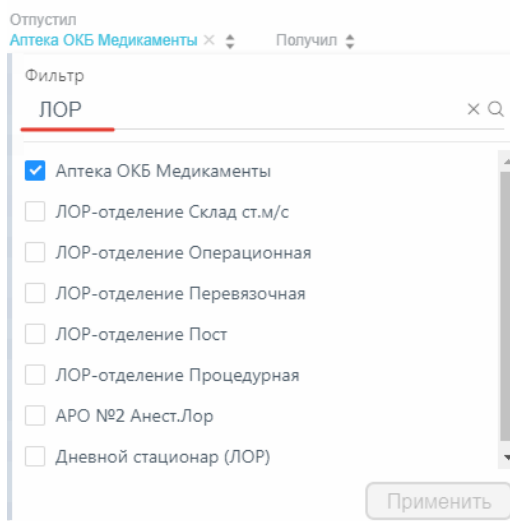 Отпустил
Аптека ОКБ Медикаменты Получил
Фильтр
ЛОР
Аптека ОКБ Медикаменты
ЛОР-отделение Склад ст.м/с
ЛОР-отделение Операционная
ЛОР-отделение Перевязочная
ЛОР-отделение Пост
ЛОР-отделение Процедурная
АРО №2 Анест.Лор
Дневной стационар (ЛОР)
Применить